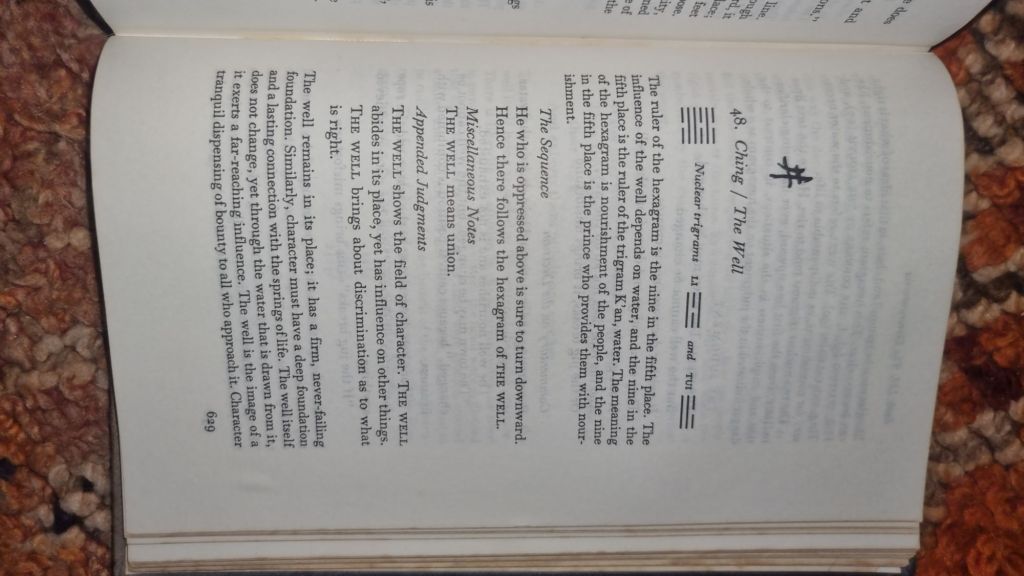 井
48. Ching / The Well
Nuclear trigrams LI ☲ and TUI ☱
The ruler of the hexagram is the nine in the fifth place. The
influence of the well depends on water, and the nine in the
fifth place is the ruler of the trigram K'an, water. The meaning
of the hexagram is nourishment of the people, and the nine
in the fifth place is the prince who provides them with nour-
ishment.
The Sequence
He who is oppressed above is sure to turn downward.
Hence there follows the hexagram of THE WELL.
Miscellaneous Notes
THE WELL means union.
Appended Judgments
THE WELL shows the field of character. THE WELL
abides in its place, yet has influence on other things.
THE WELL brings about discrimination as to what
is right.
The well remains in its place; it has a firm, never-failing
foundation. Similarly, character must have a deep foundation
and a lasting connection with the springs of life. The well itself
does not change, yet through the water that is drawn from it,
it exerts a far-reaching influence. The well is the image of a
tranquil dispensing of bounty to all who approach it. Character
629